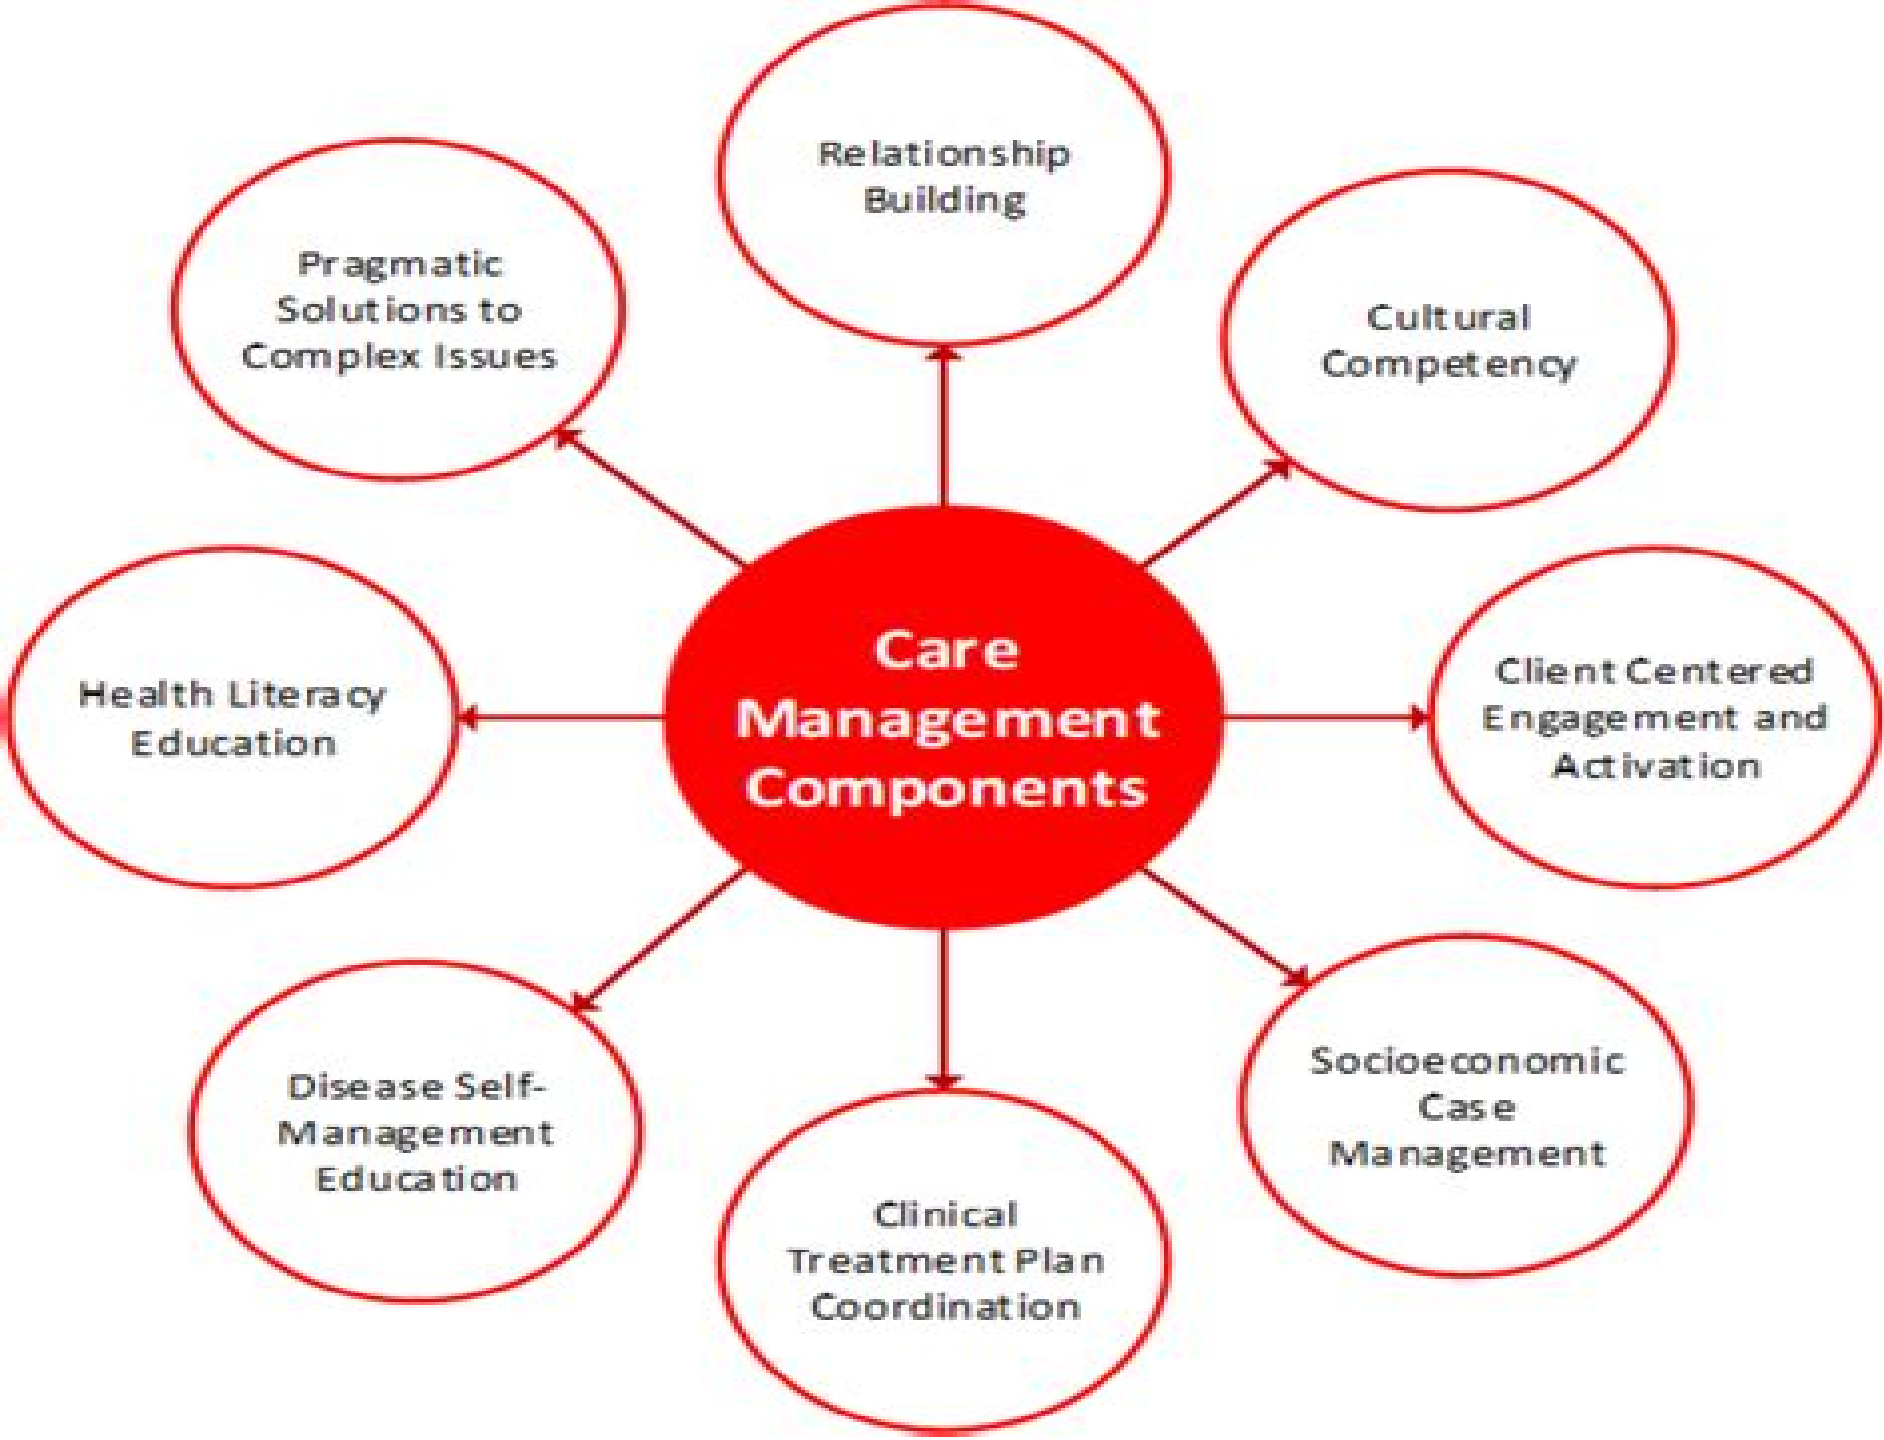 Relationship
Building
Cultural
Competency
Client Centered
Engagement and
Activation
Socioeconomic
Case
Management
Clinical
Treatment Plan
Coordination
Disease Self-
Management
Education
Health Literacy
Education
Pragmatic
Solutions to
Complex Issues
Care
Management
Components